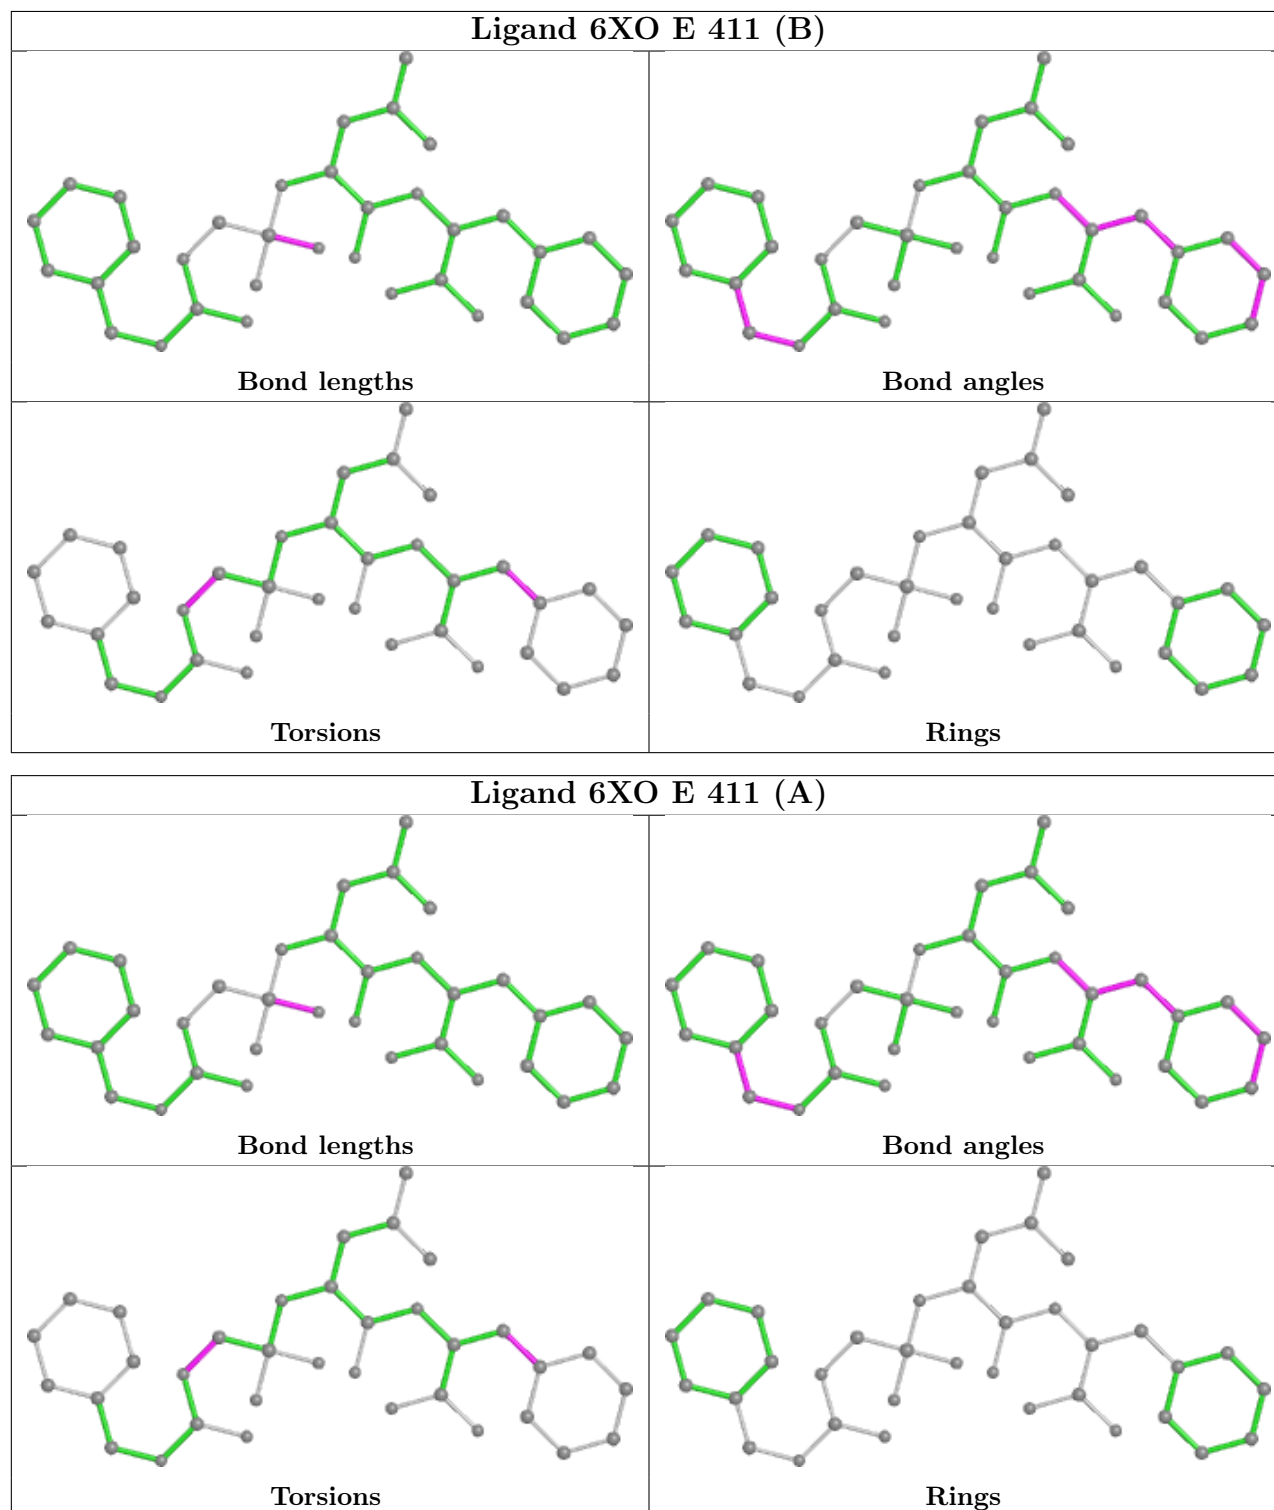 Ligand 6XO E 411 (B)
Bond lengths
Bond angles
Torsions
Rings
Ligand 6XO E 411 (A)
Bond lengths
Bond angles
Torsions
Rings